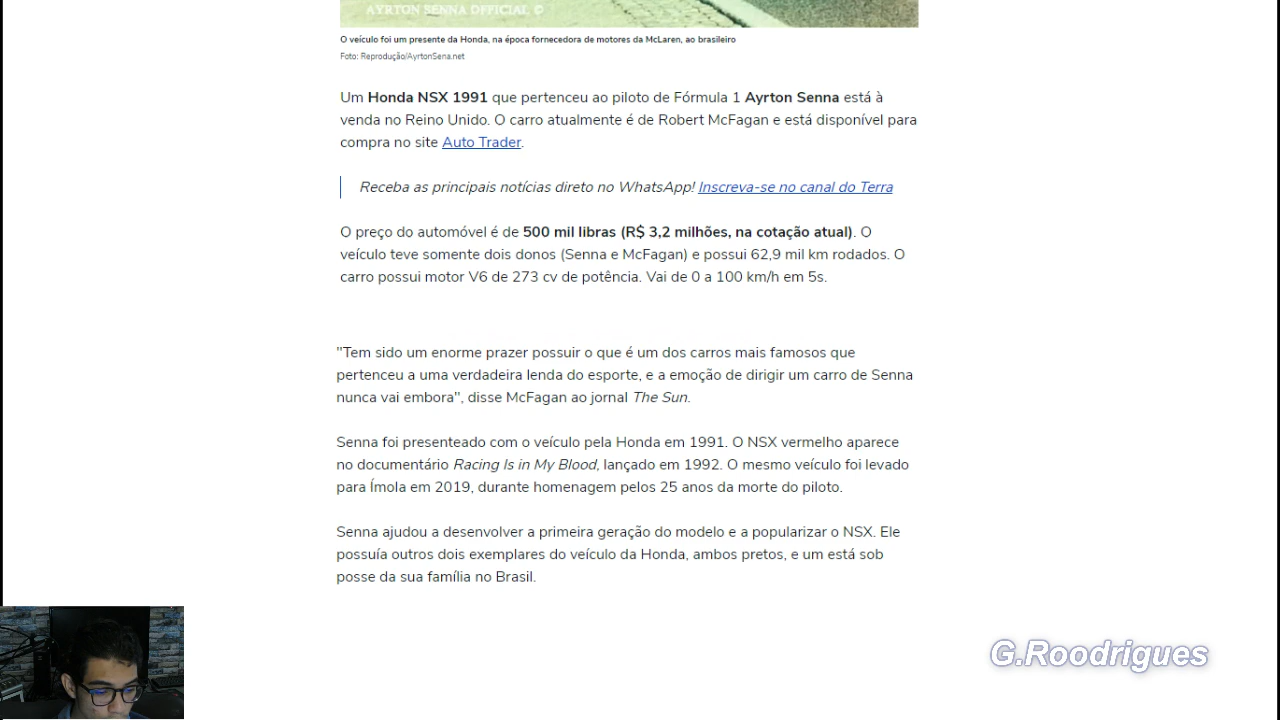 AYRTON SENNA OFFICIAL ©
O veículo foi um presente da Honda, na época fornecedora de motores da McLaren, ao brasileiro
Foto: Reprodução/AyrtonSena.net
Um Honda NSX 1991 que pertenceu ao piloto de Fórmula 1 Ayrton Senna está à
venda no Reino Unido. O carro atualmente é de Robert McFagan e está disponível para
compra no site Auto Trader.
Receba as principais notícias direto no WhatsApp! Inscreva-se no canal do Terra
O preço do automóvel é de 500 mil libras (R$ 3,2 milhões, na cotação atual). O
veículo teve somente dois donos (Senna e McFagan) e possui 62,9 mil km rodados. O
carro possui motor V6 de 273 cv de potência. Vai de 0 a 100 km/h em 5s.
"Tem sido um enorme prazer possuir o que é um dos carros mais famosos que
pertenceu a uma verdadeira lenda do esporte, e a emoção de dirigir um carro de Senna
nunca vai embora", disse McFagan ao jornal The Sun.
Senna foi presenteado com o veículo pela Honda em 1991. O NSX vermelho aparece
no documentário Racing Is in My Blood, lançado em 1992. O mesmo veículo foi levado
para Ímola em 2019, durante homenagem pelos 25 anos da morte do piloto.
Senna ajudou a desenvolver a primeira geração do modelo e a popularizar o NSX. Ele
possuía outros dois exemplares do veículo da Honda, ambos pretos, e um está sob
posse da sua família no Brasil.
G.Roodrigues